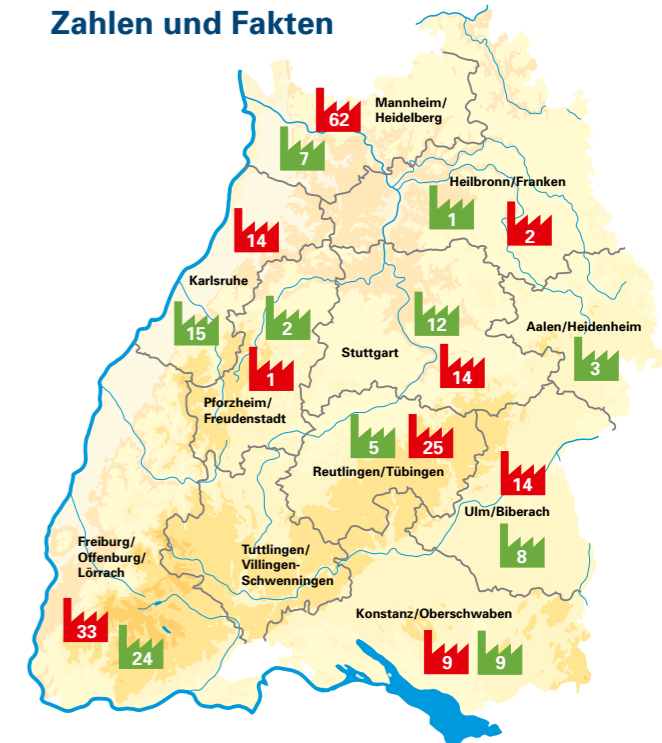 Zahlen und Fakten
Mannheim/
Heidelberg
62
7
Heilbronn/Franken
1
2
14
Karlsruhe
15
2
12
Aalen/Heidenheim
3
Stuttgart
14
1
Pforzheim/
Freudenstadt
5
25
Reutlingen/Tübingen
14
Ulm/Biberach
8
Freiburg/
Offenburg/
Lörrach
Tuttlingen/
Villingen-
Schwenningen
33
24
Konstanz/Oberschwaben
9
9